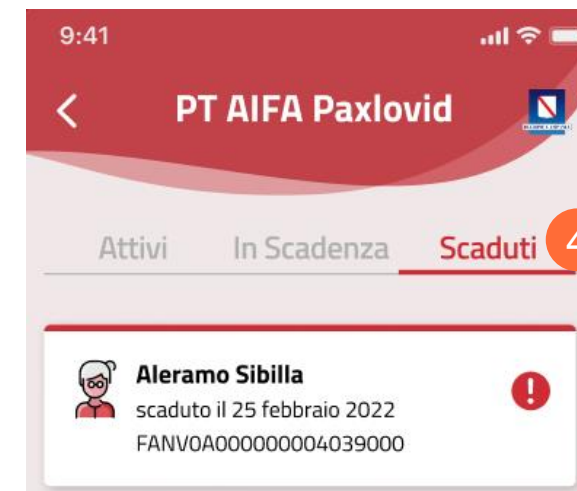 9:41
PT AIFA Paxlovid
Attivi In Scadenza Scaduti 4
Aleramo Sibilla
scaduto il 25 febbraio 2022
FANV0A000000004039000